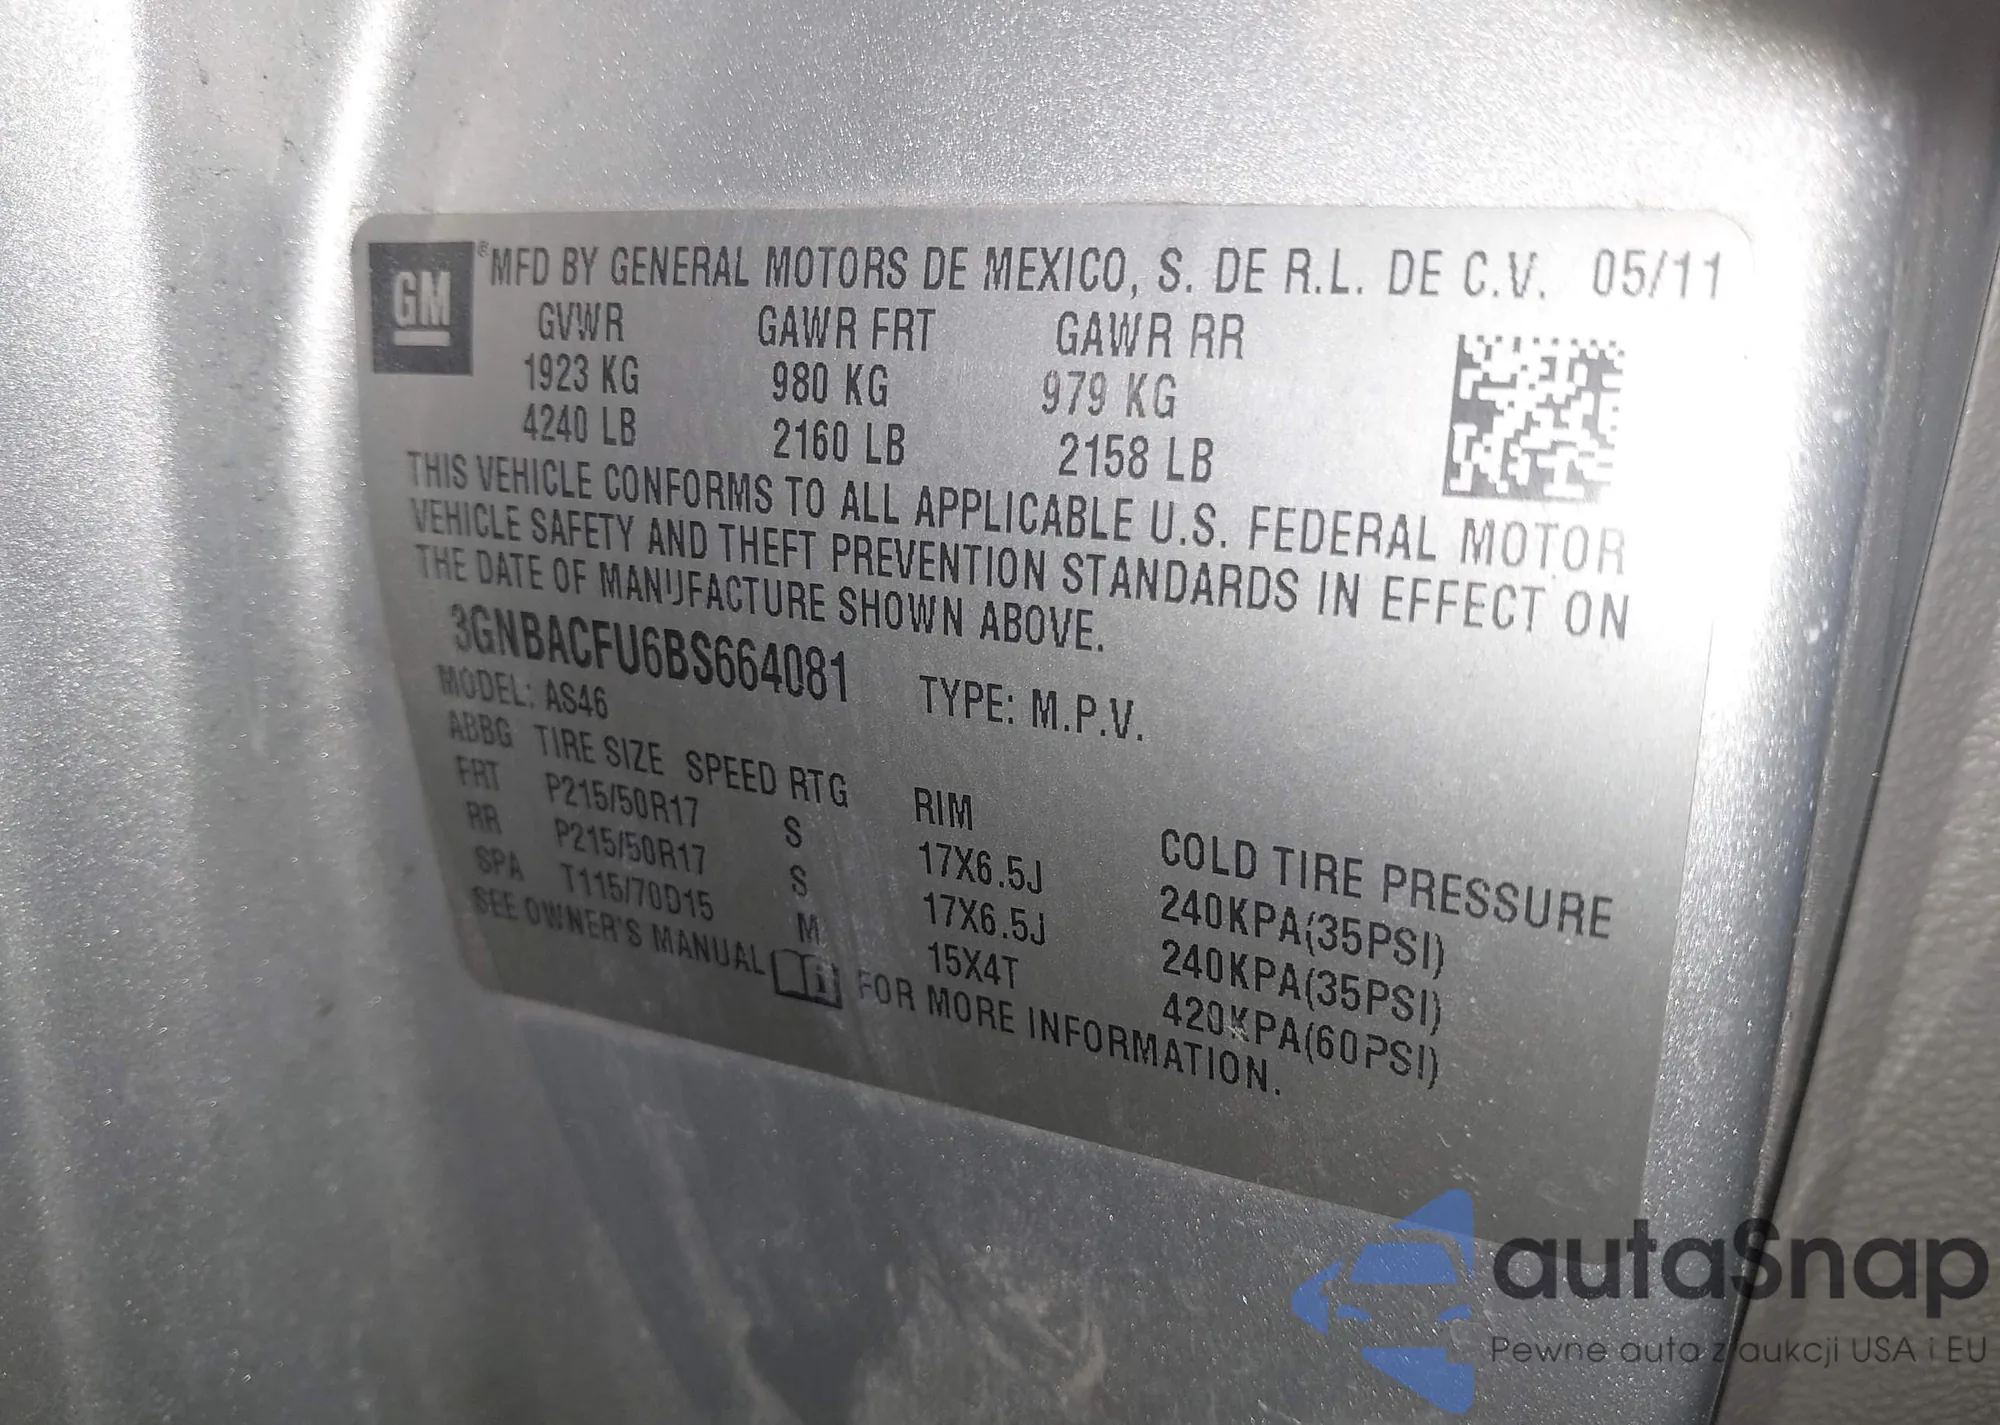 GM
®MFD BY GENERAL MOTORS DE MEXICO, S. DE R.L. DE C.V. 05/11
GVWR GAWR FRT GAWR RR
1923 KG 980 KG 979 KG
4240 LB 2160 LB 2158 LB
THIS VEHICLE CONFORMS TO ALL APPLICABLE U.S. FEDERAL MOTOR
VEHICLE SAFETY AND THEFT PREVENTION STANDARDS IN EFFECT ON
THE DATE OF MANUFACTURE SHOWN ABOVE.
3GNBACFU6BS664081 TYPE: M.P.V.
MODEL: AS46
ABBG TIRE SIZE SPEED RTG RIM COLD TIRE PRESSURE
FRT P215/50R17 S 17X6.5J 240KPA(35PSI)
RR P215/50R17 S 17X6.5J 240KPA(35PSI)
SPA T115/70D15 M 15X4T 420KPA(60PSI)
SEE OWNER'S MANUAL i FOR MORE INFORMATION.
autaSnap
Pewne auta z aukcji USA i EU